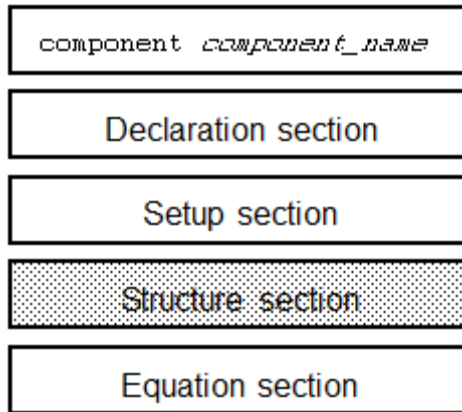 component component_name
Declaration section
Setup section
Structure section
Equation section